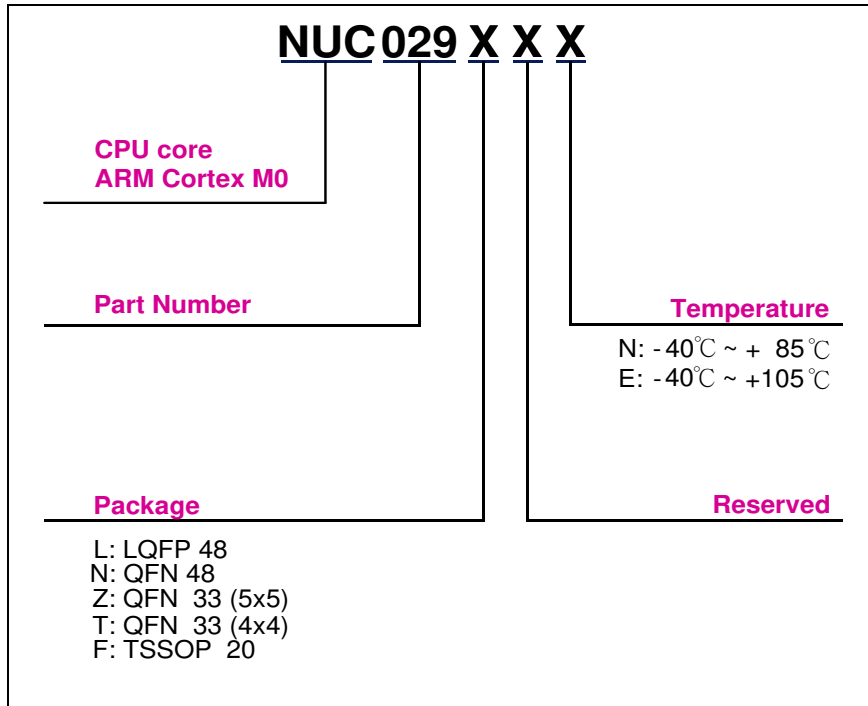 NUC029 X X X
CPU core
ARM Cortex M0
Part Number
Temperature
N: -40℃ ~ + 85℃
E: -40℃ ~ +105℃
Package
Reserved
L: LQFP 48
N: QFN 48
Z: QFN 33 (5x5)
T: QFN 33 (4x4)
F: TSSOP 20